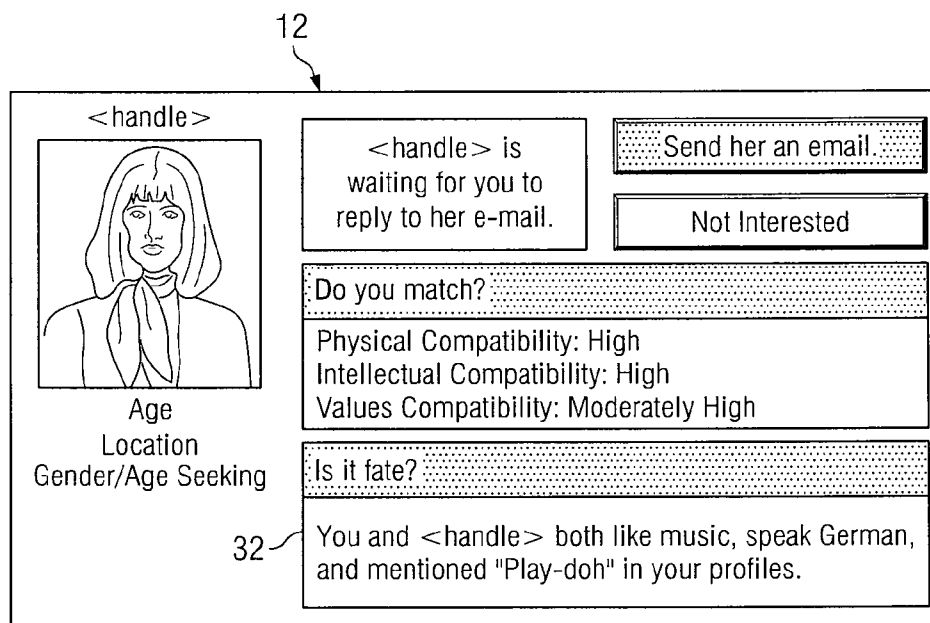 12
<handle>
<handle> is
waiting for you to
reply to her e-mail.
Send her an email.
Not Interested
Do you match?
Physical Compatibility: High
Intellectual Compatibility: High
Values Compatibility: Moderately High
Age
Location
Gender/Age Seeking
Is it fate?
32
You and <handle> both like music, speak German,
and mentioned "Play-doh" in your profiles.